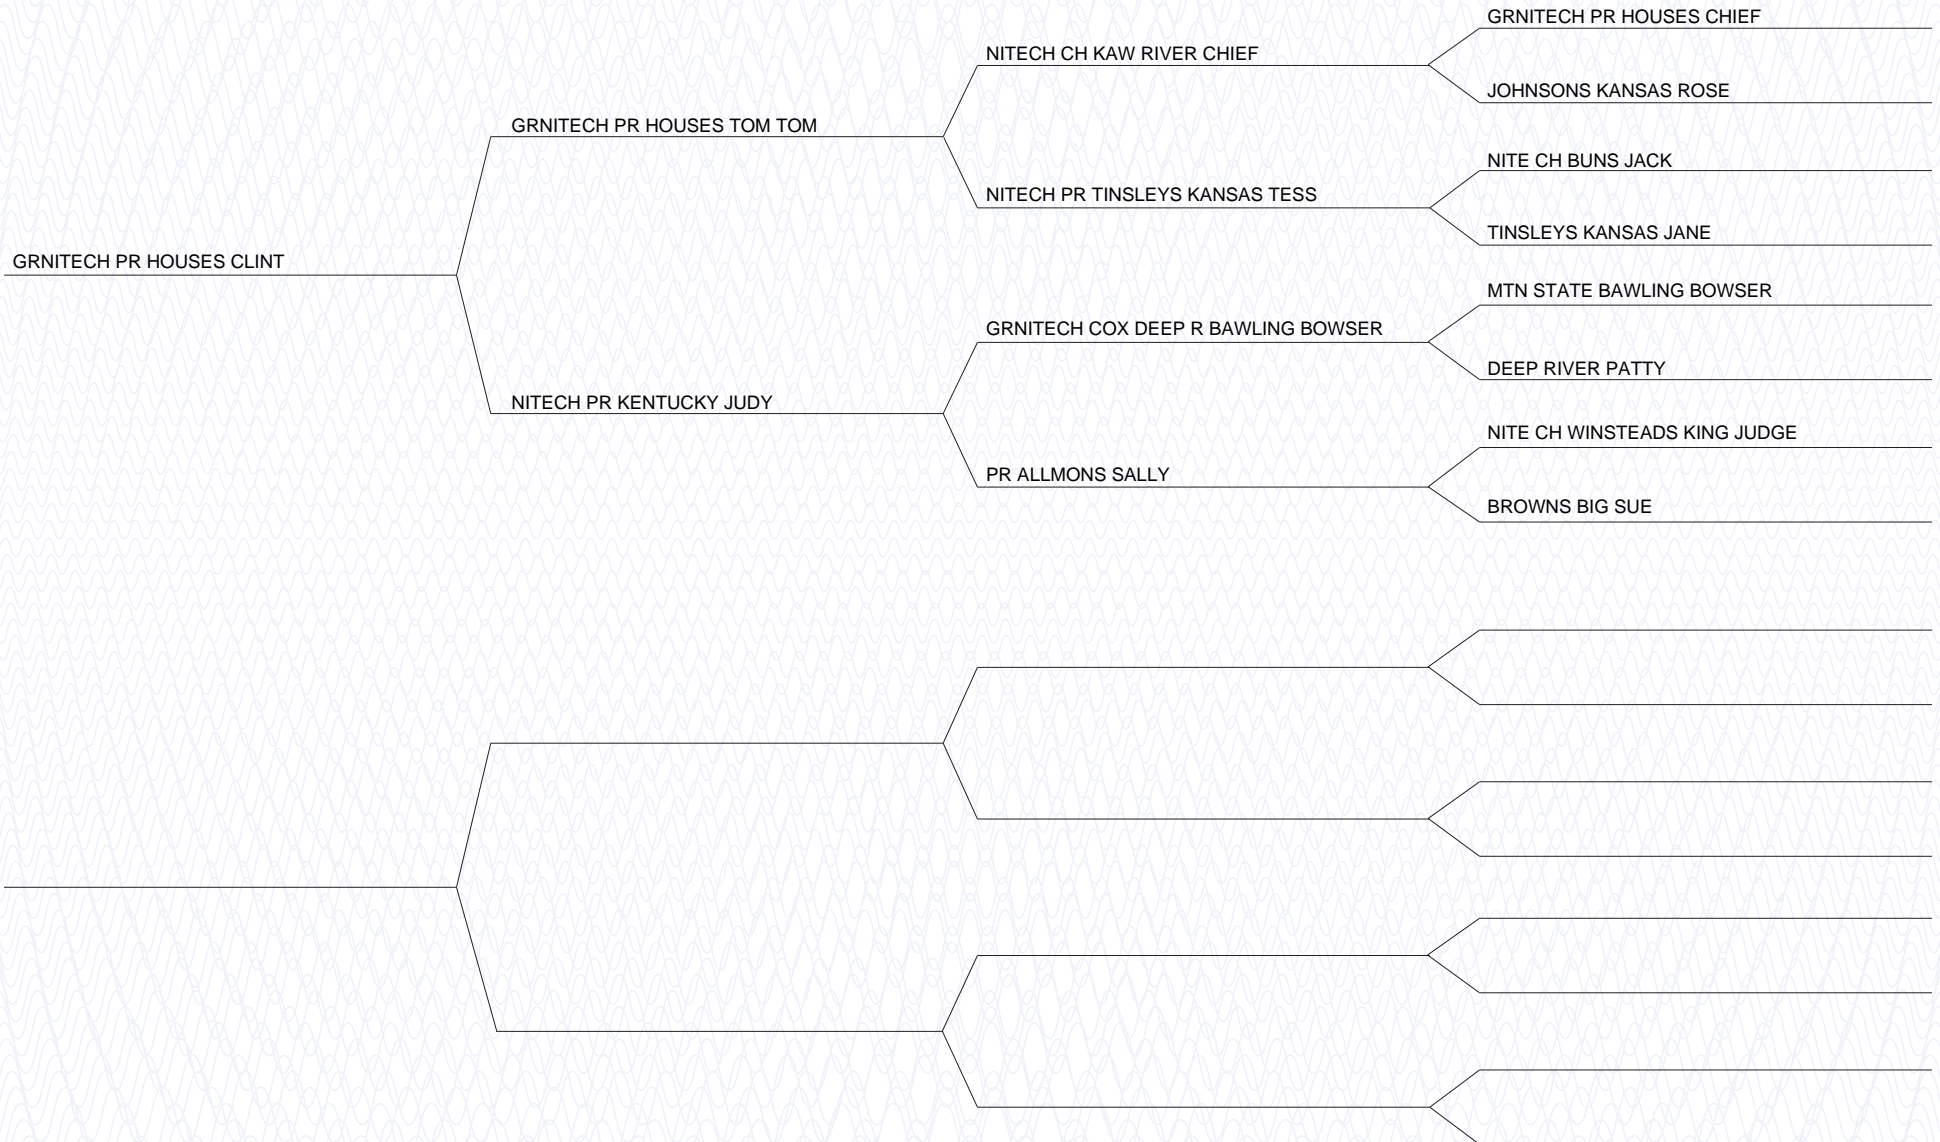 GRNITECH PR HOUSES CHIEF
NITECH CH KAW RIVER CHIEF
JOHNSONS KANSAS ROSE
GRNITECH PR HOUSES TOM TOM
NITE CH BUNS JACK
NITECH PR TINSLEYS KANSAS TESS
TINSLEYS KANSAS JANE
GRNITECH PR HOUSES CLINT
MTN STATE BAWLING BOWSER
GRNITECH COX DEEP R BAWLING BOWSER
DEEP RIVER PATTY
NITECH PR KENTUCKY JUDY
NITE CH WINSTEADS KING JUDGE
PR ALLMONS SALLY
BROWNS BIG SUE